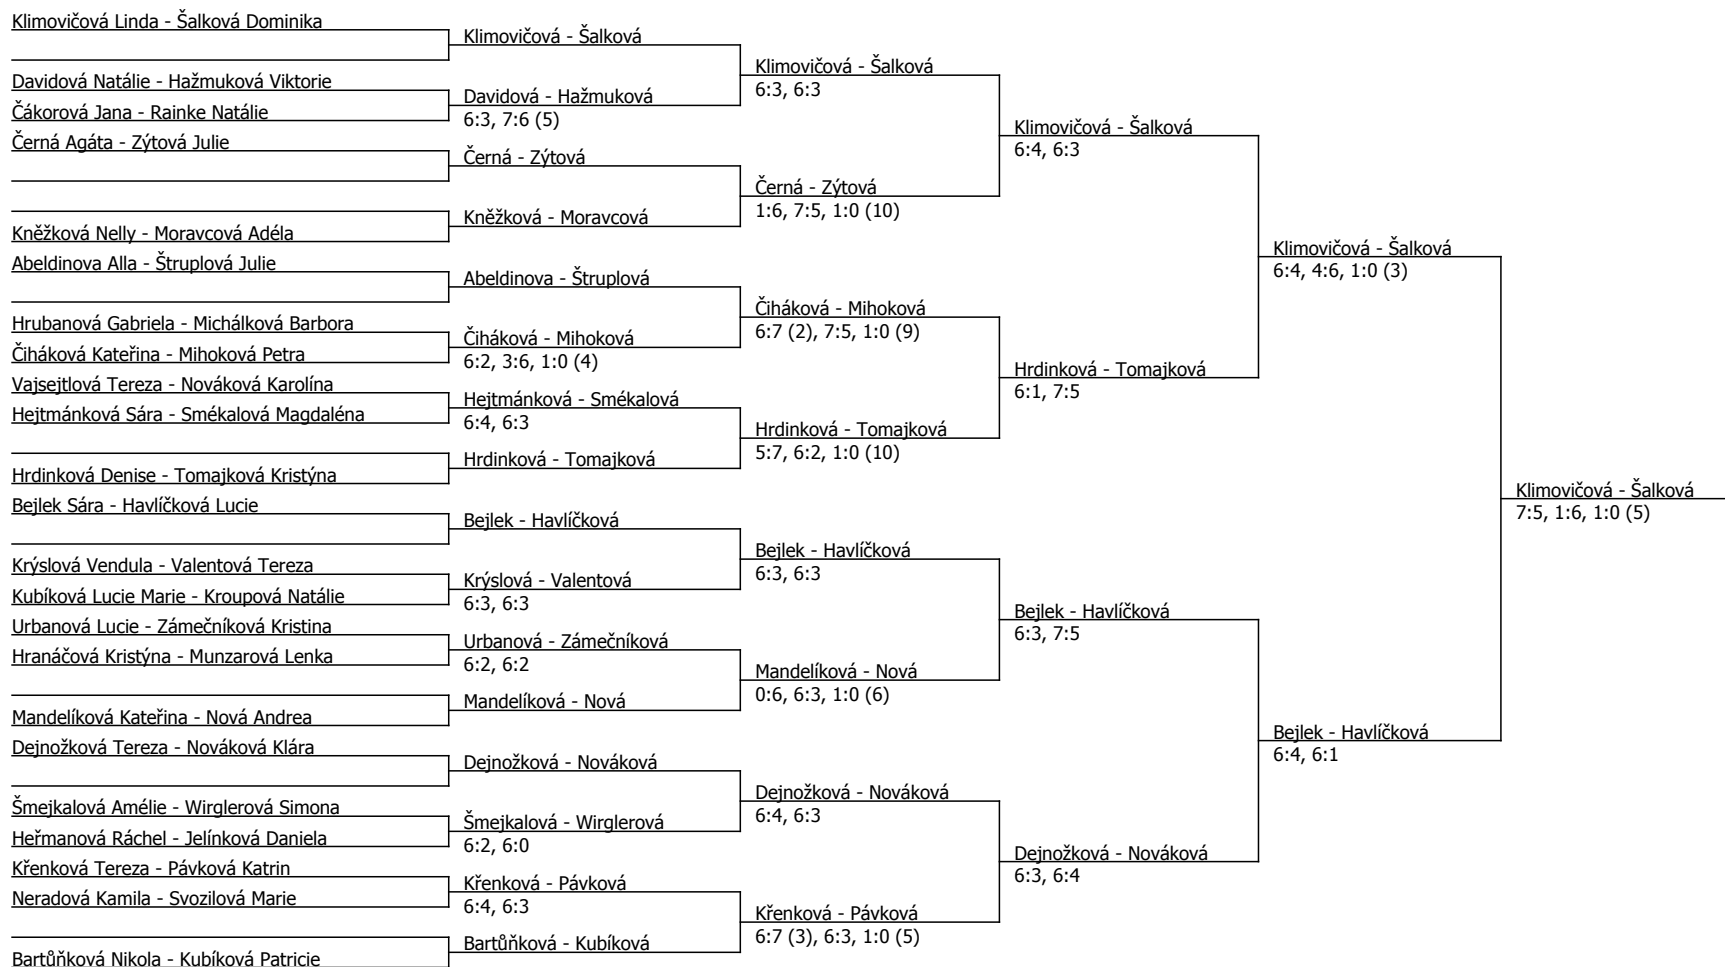 Klimovičová Linda - Šalková Dominika
Davidová Natálie - Hažmuková Viktorie
Čákorová Jana - Rainke Natálie
Černá Agáta - Zýtová Julie
Kněžková Nelly - Moravcová Adéla
Abeldinova Alla - Štruplová Julie
Hrubanová Gabriela - Michálková Barbora
Čiháková Kateřina - Mihoková Petra
Vajsejtlová Tereza - Nováková Karolína
Hejtmánková Sára - Smékalová Magdaléna
Hrdinková Denise - Tomajková Kristýna
Bejlek Sára - Havlíčková Lucie
Krýslová Vendula - Valentová Tereza
Kubíková Lucie Marie - Kroupová Natálie
Urbanová Lucie - Zámečníková Kristina
Hranáčová Kristýna - Munzarová Lenka
Mandelíková Kateřina - Nová Andrea
Dejnožková Tereza - Nováková Klára
Šmejkalová Amélie - Wirglerová Simona
Heřmanová Ráchel - Jelínková Daniela
Křenková Tereza - Pávková Katrin
Neradová Kamila - Svozilová Marie
Bartůňková Nikola - Kubíková Patricie
Klimovičová - Šalková
Davidová - Hažmuková
6:3, 7:6 (5)
Černá - Zýtová
Kněžková - Moravcová
Abeldinova - Štruplová
Čiháková - Mihoková
6:2, 3:6, 1:0 (4)
Hejtmánková - Smékalová
6:4, 6:3
Hrdinková - Tomajková
Bejlek - Havlíčková
Krýslová - Valentová
6:3, 6:3
Urbanová - Zámečníková
6:2, 6:2
Mandelíková - Nová
Dejnožková - Nováková
Šmejkalová - Wirglerová
6:2, 6:0
Křenková - Pávková
6:4, 6:3
Bartůňková - Kubíková
Klimovičová - Šalková
6:3, 6:3
Černá - Zýtová
1:6, 7:5, 1:0 (10)
Čiháková - Mihoková
6:7 (2), 7:5, 1:0 (9)
Hrdinková - Tomajková
5:7, 6:2, 1:0 (10)
Bejlek - Havlíčková
6:3, 6:3
Mandelíková - Nová
0:6, 6:3, 1:0 (6)
Dejnožková - Nováková
6:4, 6:3
Křenková - Pávková
6:7 (3), 6:3, 1:0 (5)
Klimovičová - Šalková
6:4, 6:3
Hrdinková - Tomajková
6:1, 7:5
Bejlek - Havlíčková
6:3, 7:5
Dejnožková - Nováková
6:3, 6:4
Klimovičová - Šalková
6:4, 4:6, 1:0 (3)
Bejlek - Havlíčková
6:4, 6:1
Klimovičová - Šalková
7:5, 1:6, 1:0 (5)